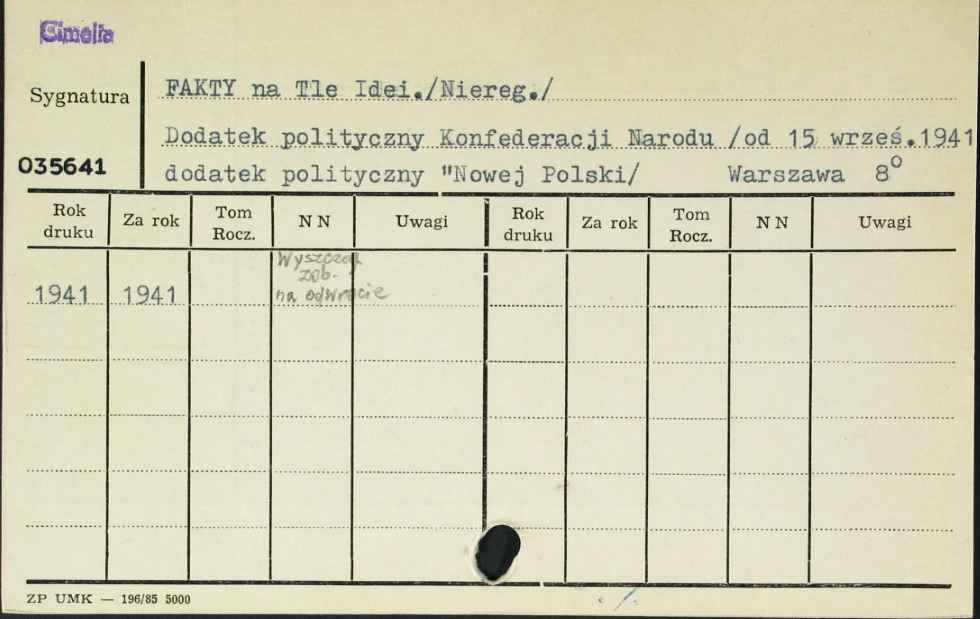 Cimelia
Sygnatura
FAKTY na Tle Idei./Niereg./
Dodatek polityczny Konfederacji Narodu /od 15 wrześ.1941
035641
dodatek polityczny "Nowej Polski/ Warszawa 8⁰
Rok druku Za rok Tom Rocz. N N Uwagi Rok druku Za rok Tom Rocz. N N Uwagi
Wyszczeg.
zob.
1941 1941 na odwrocie
ZP UMK — 196/85 5000